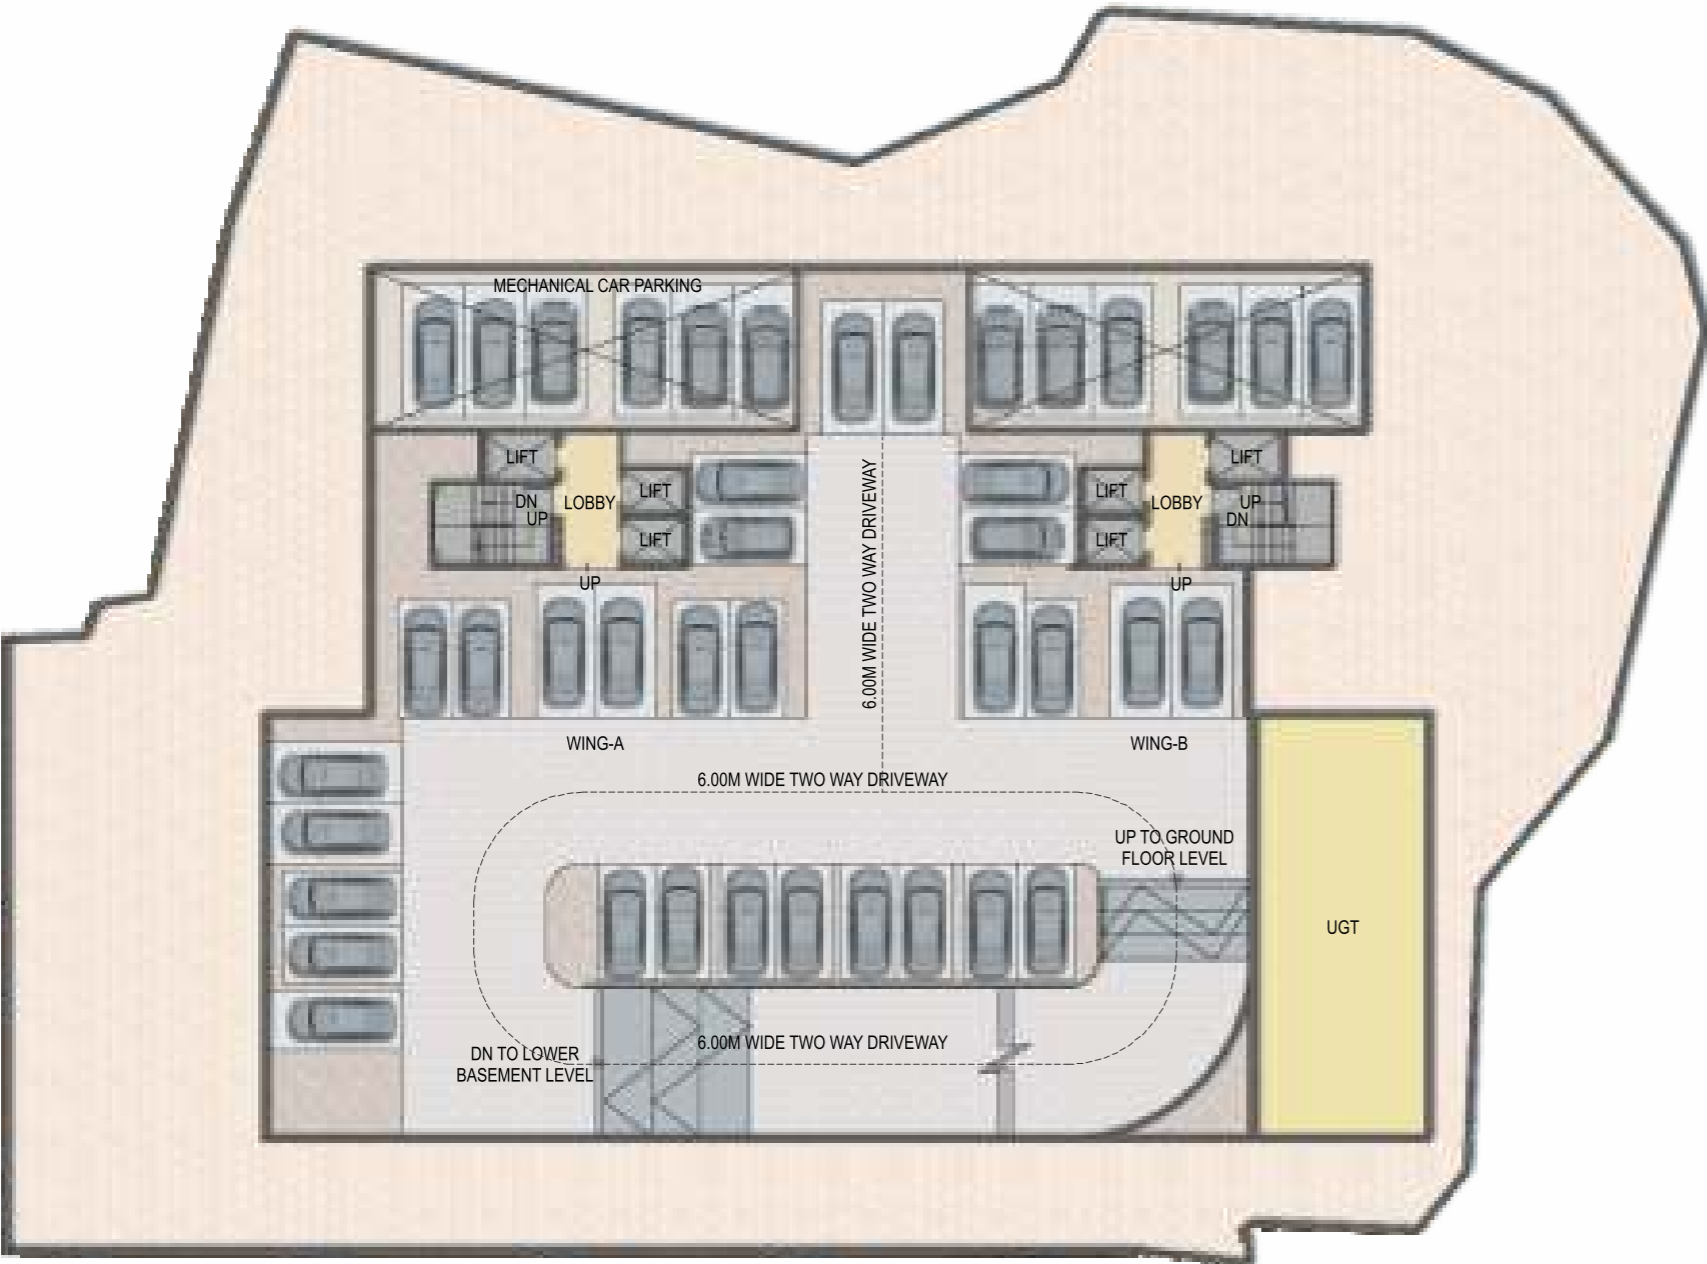 MECHANICAL CAR PARKING
LIFT
LIFT
LIFT
DN
UP
LOBBY
UP
6.00M WIDE TWO WAY DRIVEWAY
LIFT
LIFT
LIFT
LOBBY
UP
DN
UP
WING-A
WING-B
6.00M WIDE TWO WAY DRIVEWAY
UP TO GROUND
FLOOR LEVEL
UGT
6.00M WIDE TWO WAY DRIVEWAY
DN TO LOWER
BASEMENT LEVEL